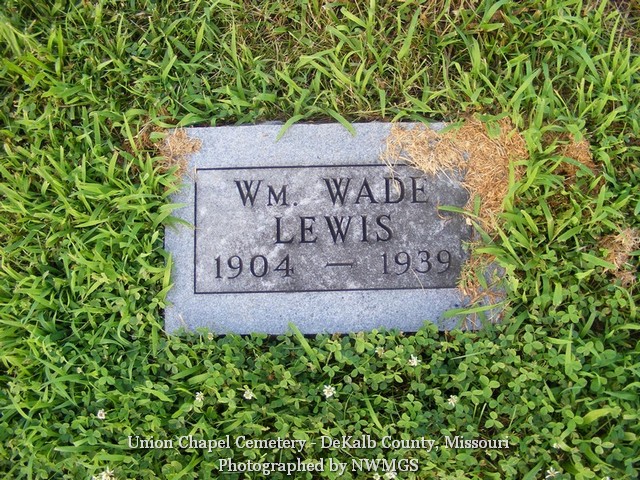 Wm. WADE
LEWIS
1904 — 1939
Union Chapel Cemetery - DeKalb County, Missouri
Photographed by NWMGS